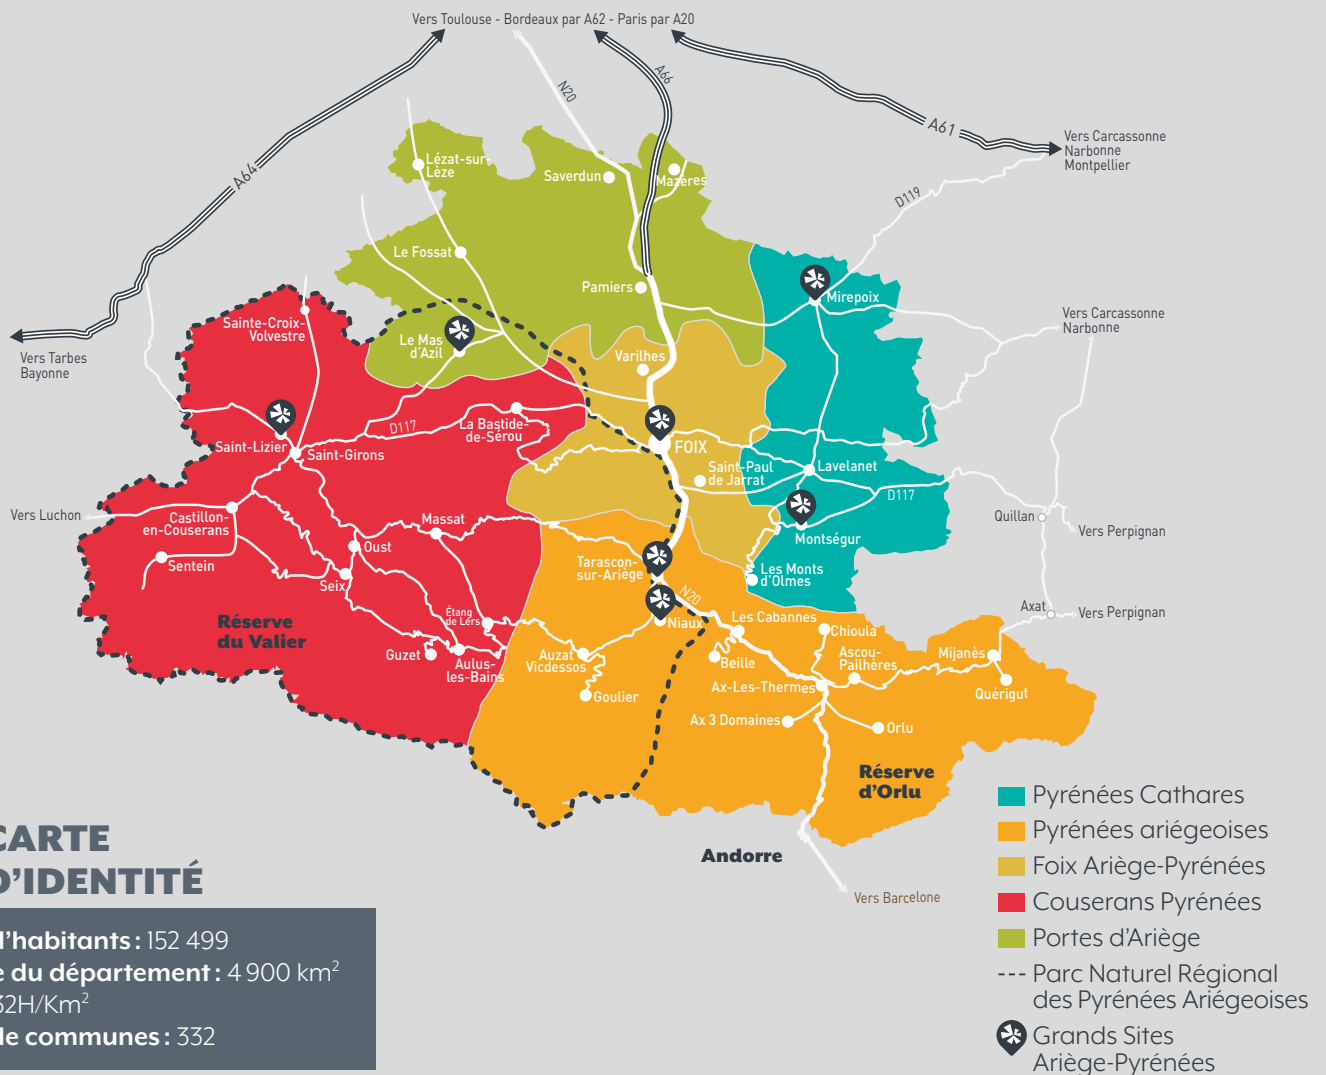 Vers Toulouse - Bordeaux par A62 - Paris par A20
N20
A66
A61
A64
Vers Carcassonne
Narbonne
Montpellier
D119
Lézat-sur-
Lèze
Saverdun
Mazères
Le Fossat
Pamiers
Mirepoix
Vers Carcassonne
Narbonne
Sainte-Croix-
Volvestre
Le Mas
d'Azil
Varilhes
Vers Tarbes
Bayonne
La Bastide-
de-Sérou
D117
Saint-Lizier
Saint-Girons
FOIX
Saint-Paul
de Jarrat
Lavelanet
D117
Vers Luchon
Castillon-
en-Couserans
Massat
Montségur
Quillan
Vers Perpignan
Sentein
Oust
Seix
Tarascon-
sur-Ariège
Les Monts
d'Olmes
N20
Étang
de Lers
Niaux
Les Cabannes
Chioula
Axat
Vers Perpignan
Réserve
du Valier
Guzet
Aulus-
les-Bains
Auzat
Vicdessos
Goulier
Beille
Ascou-
Pailhères
Mijanès
Quérigut
Ax-Les-Thermes
Ax 3 Domaines
Orlu
Réserve
d'Orlu
Andorre
Vers Barcelone
CARTE
D'IDENTITÉ
l'habitants : 152 499
e du département : 4 900 km²
32H/Km²
de communes : 332
Pyrénées Cathares
Pyrénées ariégeoises
Foix Ariège-Pyrénées
Couserans Pyrénées
Portes d'Ariège
Parc Naturel Régional
des Pyrénées Ariégeoises
Grands Sites
Ariège-Pyrénées